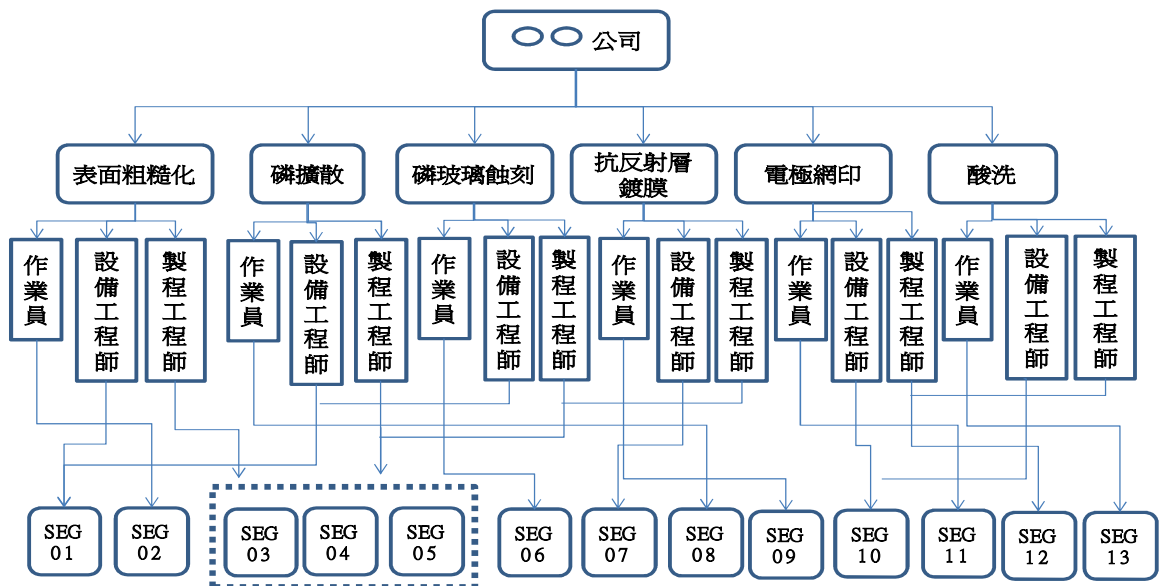 公司
表面粗糙化
磷擴散
磷玻璃蝕刻
抗反射層
鍍膜
電極網印
酸洗
作業員
設備工程師
製程工程師
作業員
設備工程師
製程工程師
作業員
設備工程師
製程工程師
作業員
設備工程師
製程工程師
作業員
設備工程師
製程工程師
作業員
設備工程師
製程工程師
SEG
01
SEG
02
SEG
03
SEG
04
SEG
05
SEG
06
SEG
07
SEG
08
SEG
09
SEG
10
SEG
11
SEG
12
SEG
13